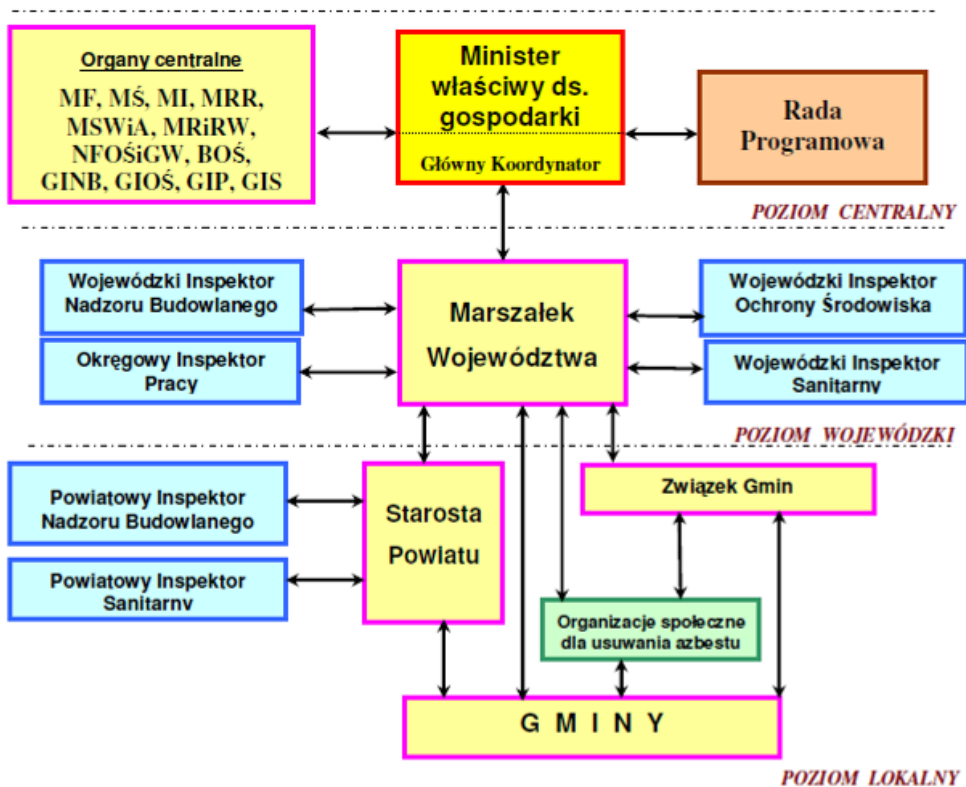 Organy centralne
MF, MŚ, MI, MRR,
MSWiA, MRiRW,
NFOŚiGW, BOŚ,
GINB, GIOŚ, GIP, GIS
Minister
właściwy ds.
gospodarki
Główny Koordynator
Rada
Programowa
POZIOM CENTRALNY
Wojewódzki Inspektor
Nadzoru Budowlanego
Okręgowy Inspektor
Pracy
Marszałek
Województwa
Wojewódzki Inspektor
Ochrony Środowiska
Wojewódzki Inspektor
Sanitarny
POZIOM WOJEWÓDZKI
Powiatowy Inspektor
Nadzoru Budowlanego
Powiatowy Inspektor
Sanitarny
Starosta
Powiatu
Związek Gmin
Organizacje społeczne
dla usuwania azbestu
G M I N Y
POZIOM LOKALNY